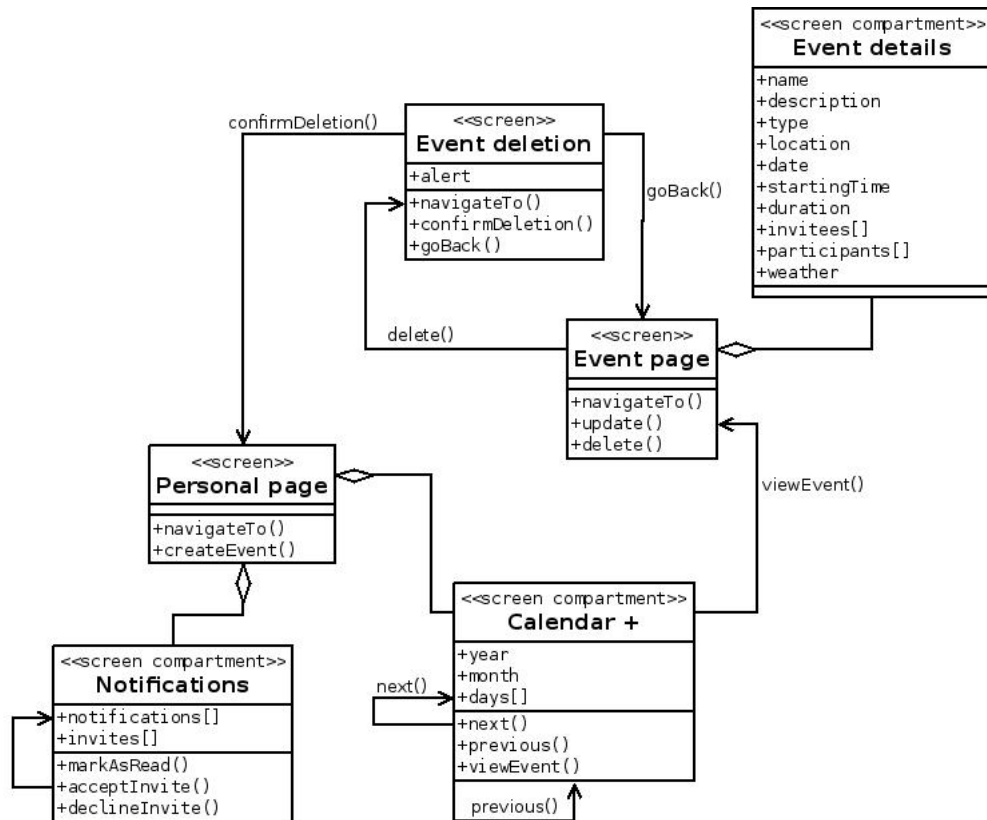 <<screen compartment>>
Event details
+name
+description
+type
+location
+date
+startingTime
+duration
+invitees[]
+participants[]
+weather
confirmDeletion()
<<screen>>
Event deletion
+alert
+navigateTo()
+confirmDeletion()
+goBack()
goBack()
delete()
<<screen>>
Event page
+navigateTo()
+update()
+delete()
viewEvent()
<<screen>>
Personal page
+navigateTo()
+createEvent()
<<screen compartment>>
Calendar +
+year
+month
+days[]
+next()
+previous()
+viewEvent()
next()
previous()
<<screen compartment>>
Notifications
+notifications[]
+invites[]
+markAsRead()
+acceptInvite()
+declineInvite()